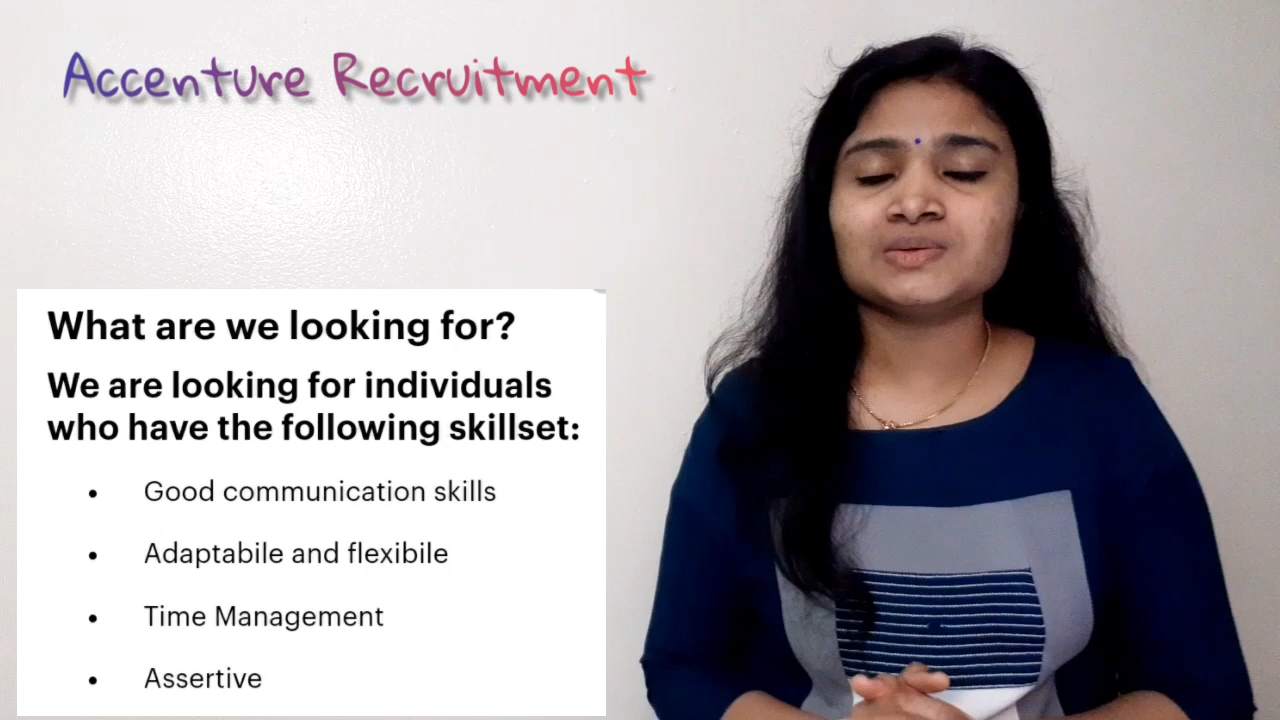 Accenture Recruitment
What are we looking for?
We are looking for individuals
who have the following skillset:
• Good communication skills
• Adaptabile and flexibile
• Time Management
• Assertive